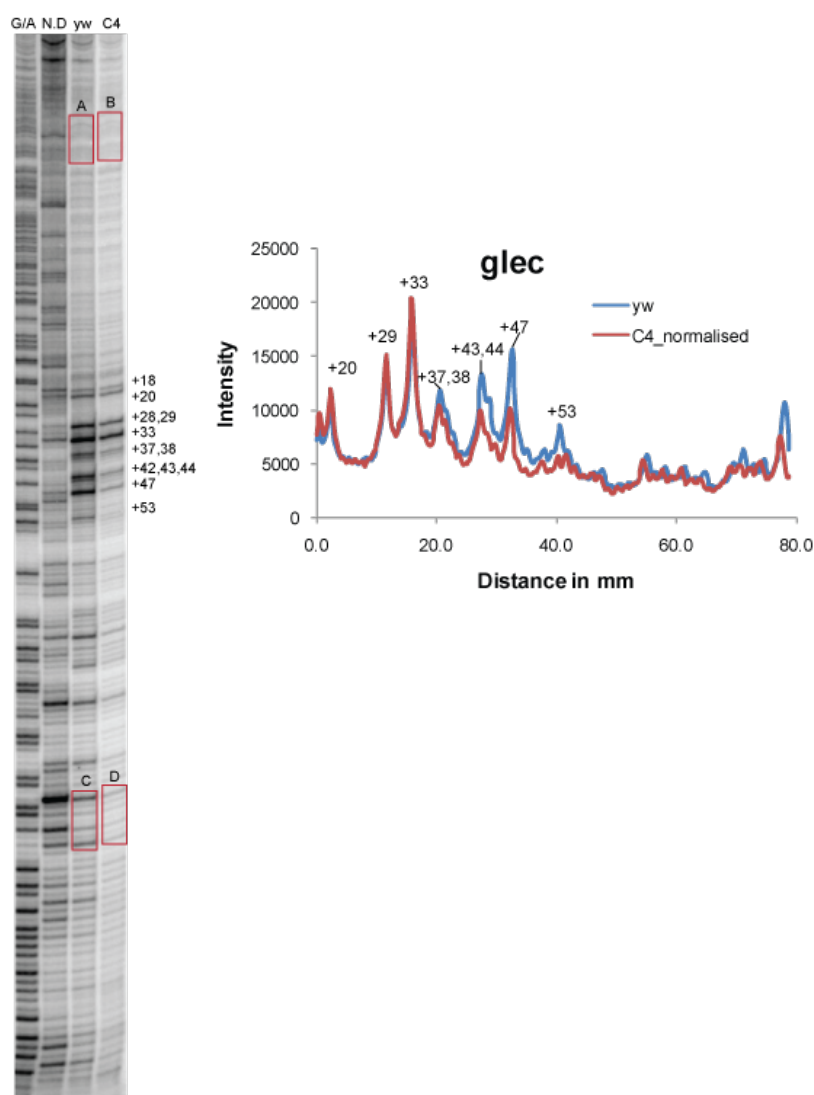 G/A N.D yw C4
A
B
+18
+20
+28,29
+33
+37,38
+42,43,44
+47
+53
C
D
glec
25000
20000
15000
10000
5000
0
Intensity
+20
+29
+33
+37,38
+43,44
+47
+53
yw
C4_normalised
0.0 20.0 40.0 60.0 80.0
Distance in mm